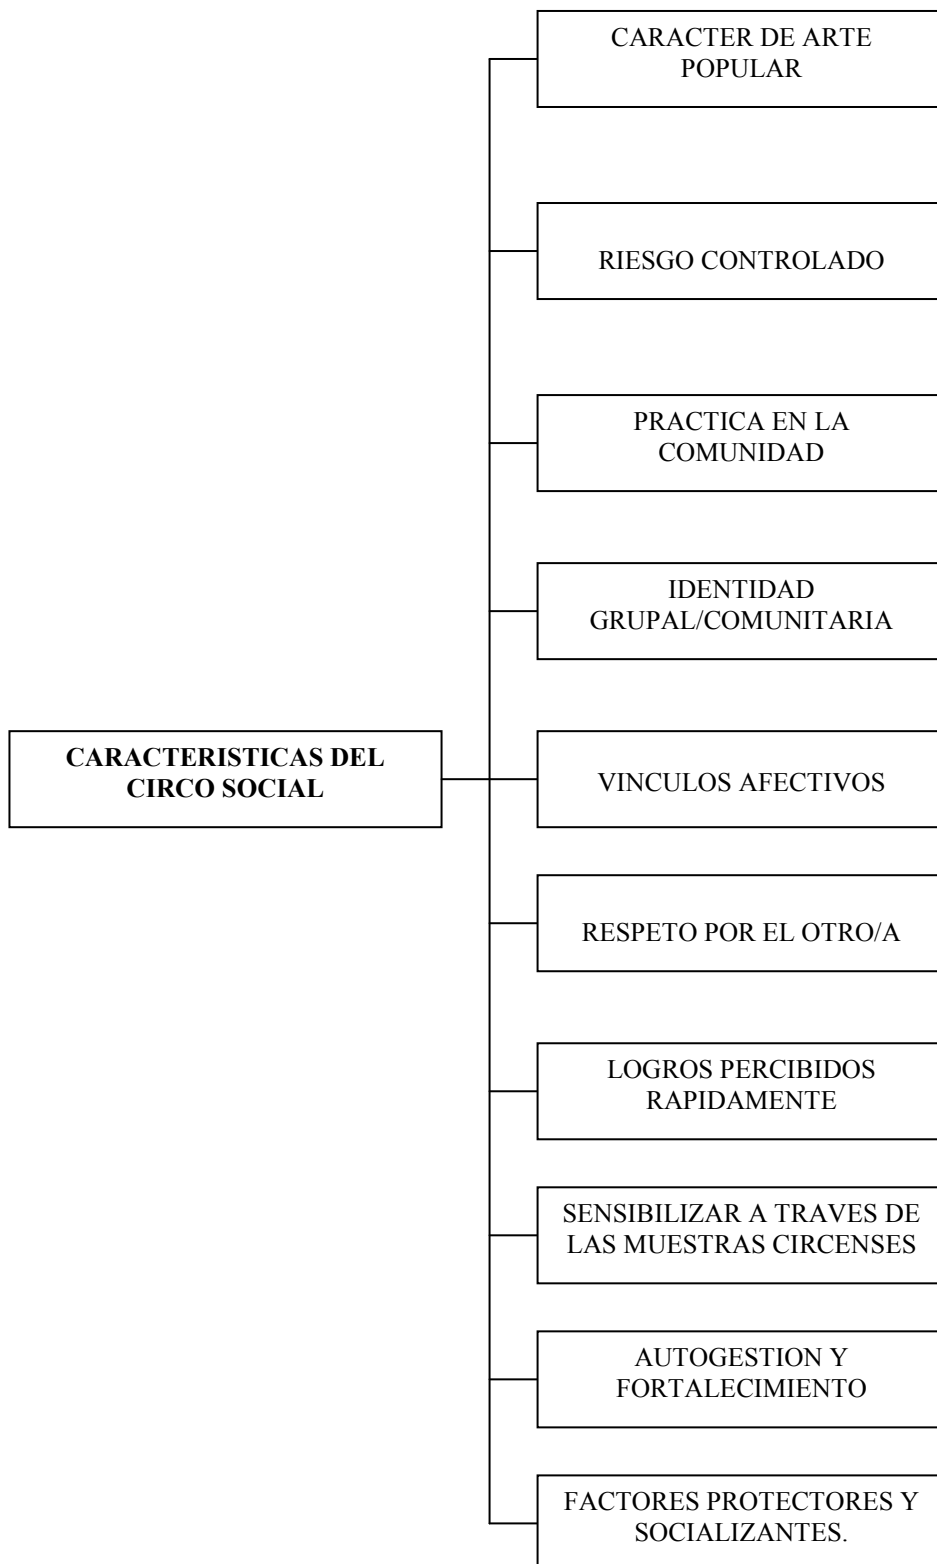 CARACTER DE ARTE
POPULAR
RIESGO CONTROLADO
PRACTICA EN LA
COMUNIDAD
IDENTIDAD
GRUPAL/COMUNITARIA
CARACTERISTICAS DEL
CIRCO SOCIAL
VINCULOS AFECTIVOS
RESPETO POR EL OTRO/A
LOGROS PERCIBIDOS
RAPIDAMENTE
SENSIBILIZAR A TRAVES DE
LAS MUESTRAS CIRCENSES
AUTOGESTION Y
FORTALECIMIENTO
FACTORES PROTECTORES Y
SOCIALIZANTES.